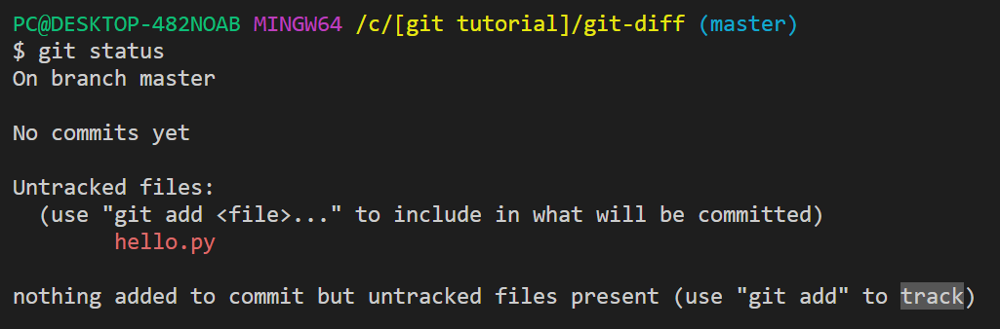 PC@DESKTOP-482NOAB MINGW64 /c/[git tutorial]/git-diff (master)
$ git status
On branch master
No commits yet
Untracked files:
(use "git add <file>..." to include in what will be committed)
hello.py
nothing added to commit but untracked files present (use "git add" to track)